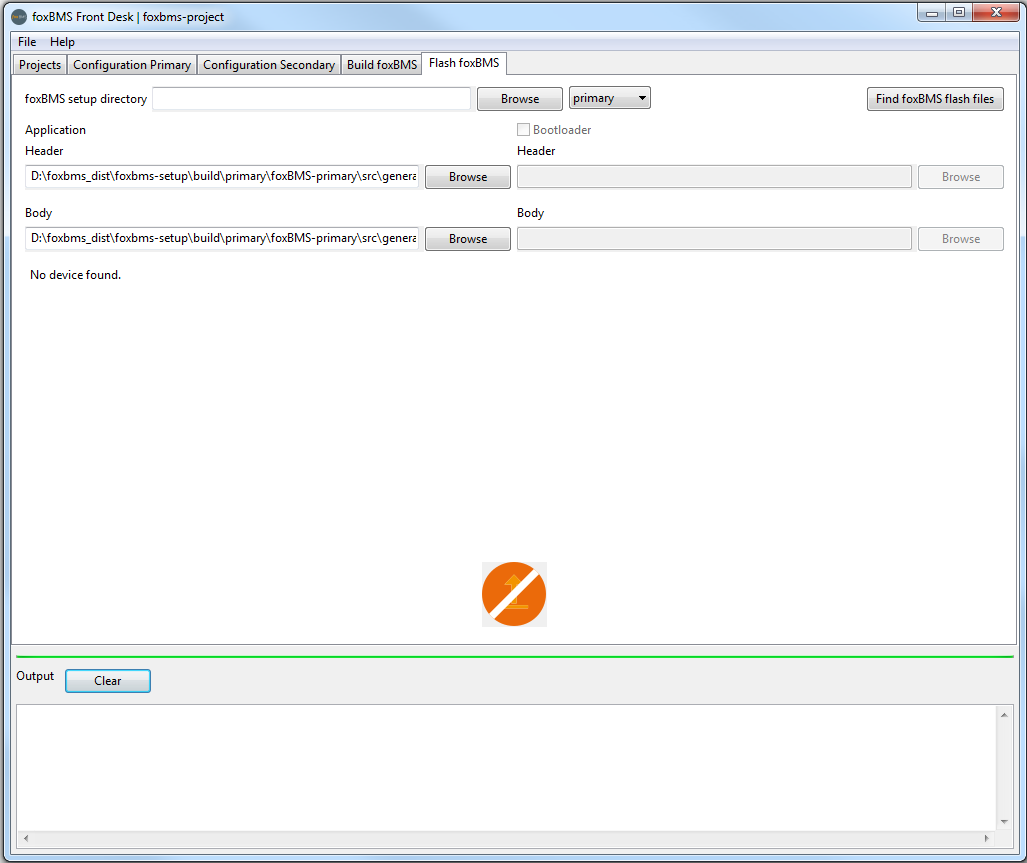 foxBMS Front Desk | foxbms-project
File Help
Projects Configuration Primary Configuration Secondary Build foxBMS Flash foxBMS
foxBMS setup directory Browse primary Find foxBMS flash files
Application Bootloader
Header Header
D:\foxbms_dist\foxbms-setup\build\primary\foxBMS-primary\src\genera Browse Browse
Body Body
D:\foxbms_dist\foxbms-setup\build\primary\foxBMS-primary\src\genera Browse Browse
No device found.
Output Clear